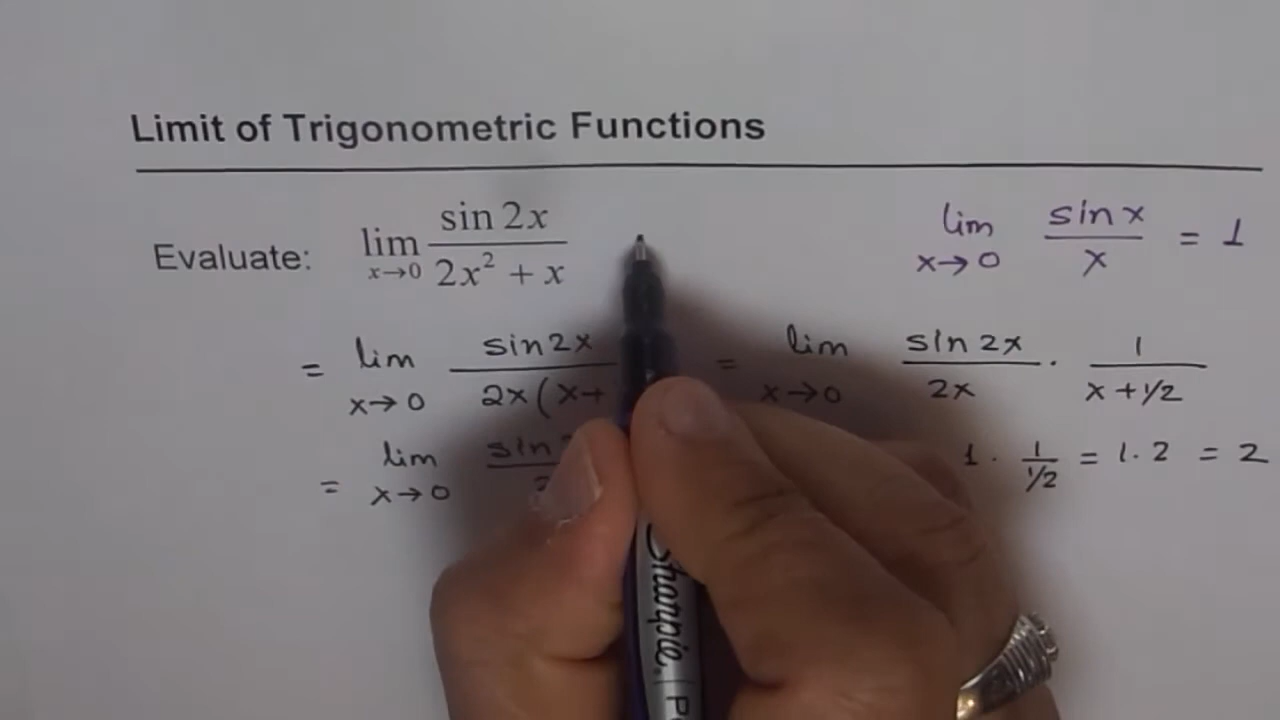 Limit of Trigonometric Functions
Evaluate: lim x→0 sin 2x / 2x² + x
lim x→0 sin x / x = 1
= lim x→0 sin 2x / 2x(x+ = lim x→0 sin 2x / 2x · 1 / x + 1/2
= lim x→0 sin 1 · 1 / 1/2 = 1 · 2 = 2
Sharpie